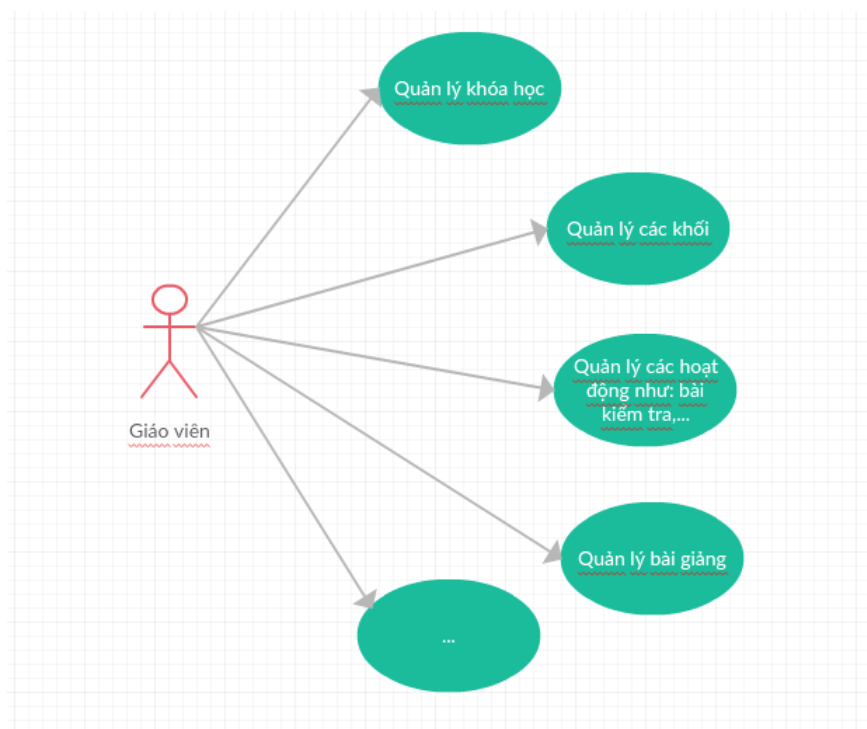 Quản lý khóa học
Quản lý các khối
Quản lý các hoạt
động như: bài
kiểm tra,...
Giáo viên
Quản lý bài giảng
...